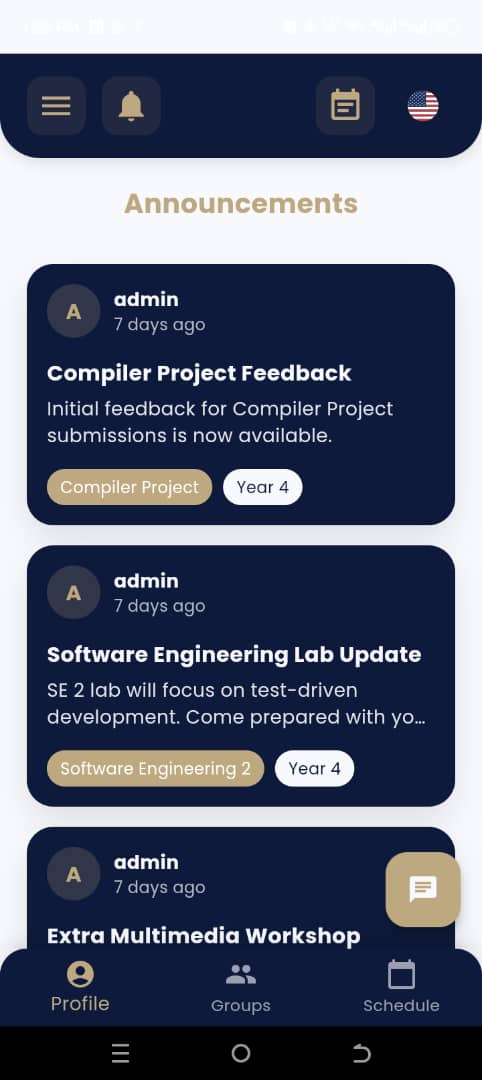 Announcements
A
admin
7 days ago
Compiler Project Feedback
Initial feedback for Compiler Project
submissions is now available.
Compiler Project
Year 4
A
admin
7 days ago
Software Engineering Lab Update
SE 2 lab will focus on test-driven
development. Come prepared with yo…
Software Engineering 2
Year 4
A
admin
7 days ago
Extra Multimedia Workshop
Profile
Groups
Schedule